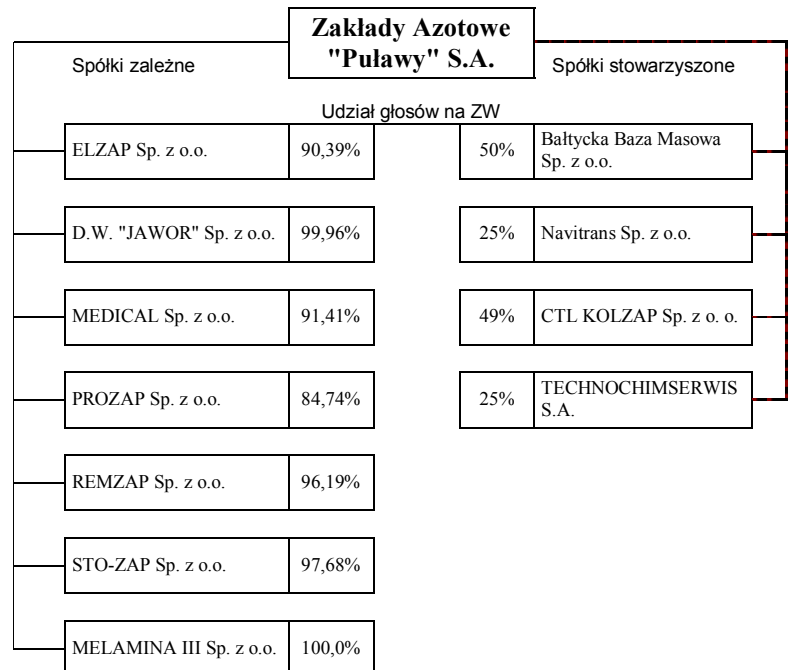 Zakłady Azotowe
"Puławy" S.A.
Spółki zależne
Spółki stowarzyszone
Udział głosów na ZW
ELZAP Sp. z o.o. 90,39%
50% Bałtycka Baza Masowa
Sp. z o.o.
D.W. "JAWOR" Sp. z o.o. 99,96%
25% Navitrans Sp. z o.o.
MEDICAL Sp. z o.o. 91,41%
49% CTL KOLZAP Sp. z o. o.
PROZAP Sp. z o.o. 84,74%
25% TECHNOCHIMSERWIS
S.A.
REMZAP Sp. z o.o. 96,19%
STO-ZAP Sp. z o.o. 97,68%
MELAMINA III Sp. z o.o. 100,0%